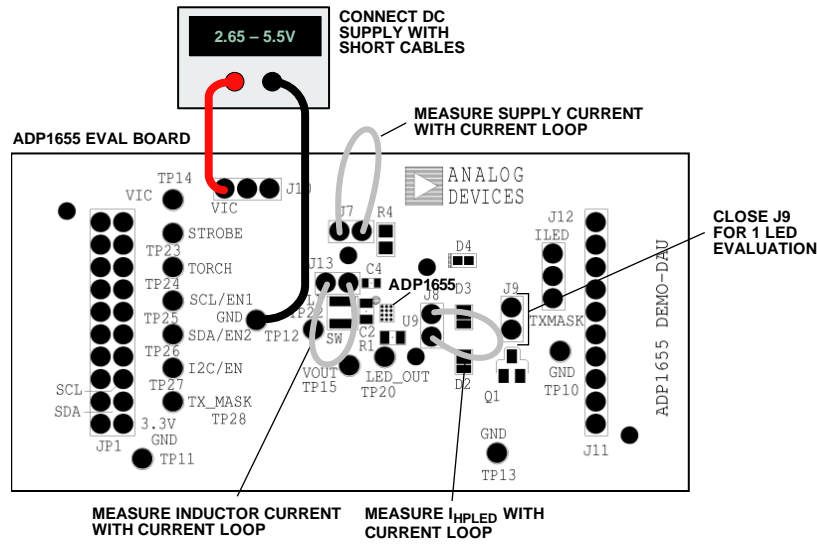 CONNECT DC
SUPPLY WITH
SHORT CABLES
2.65 – 5.5V
MEASURE SUPPLY CURRENT
WITH CURRENT LOOP
ADP1655 EVAL BOARD
TP14
VIC
J10
VIC
ANALOG
DEVICES
J7
R4
J12
ILED
CLOSE J9
FOR 1 LED
EVALUATION
STROBE
TP23
TORCH
TP24
SCL/EN1
TP25
GND
SDA/EN2
TP26
I2C/EN
TP27
TX_MASK
TP28
SCL
SDA
3.3V
JP1
GND
TP11
J13
C4
ADP1655
D4
L1
TP22
TP12
SW
C2
R1
U9
J8
D3
J9
TXMASK
VOUT
TP15
LED_OUT
TP20
D2
Q1
GND
TP10
GND
TP13
J11
ADP1655 DEMO-DAU
MEASURE INDUCTOR CURRENT
WITH CURRENT LOOP
MEASURE IHPLED WITH
CURRENT LOOP